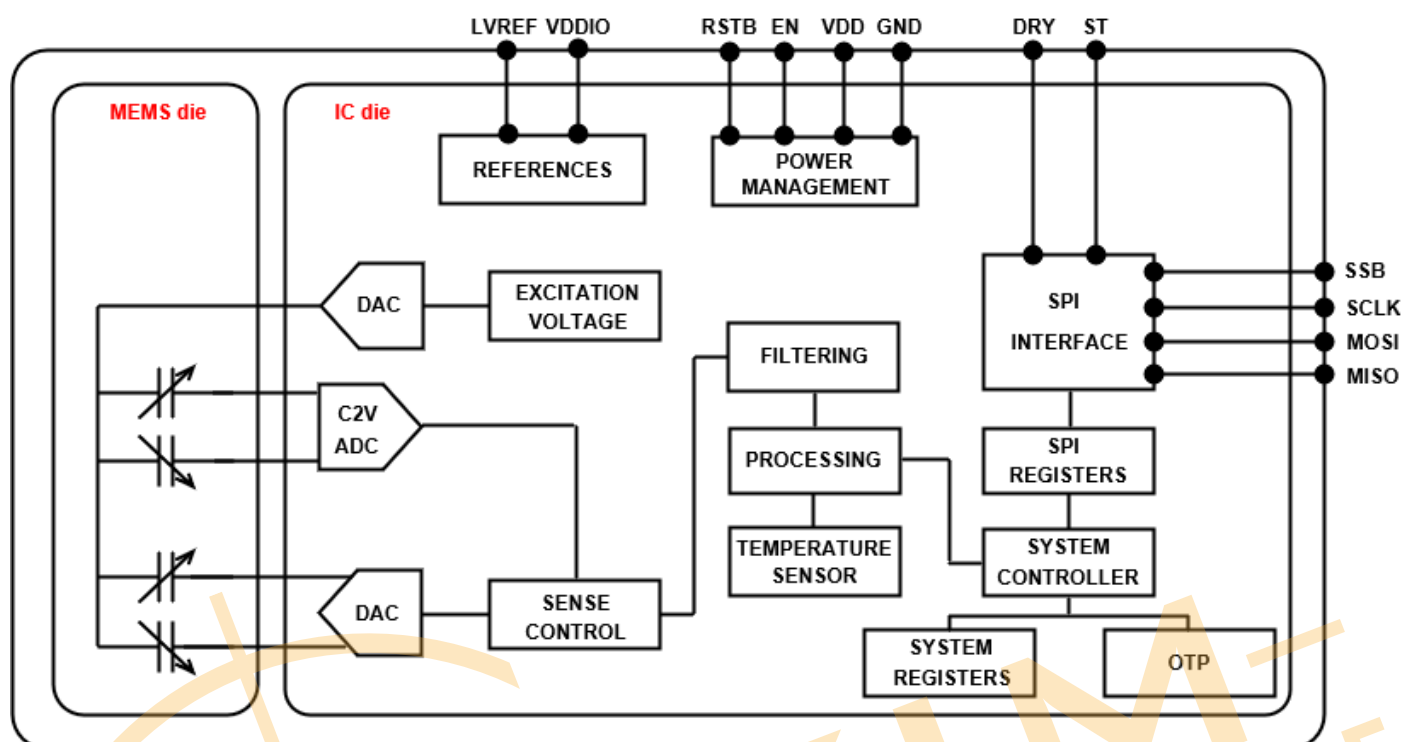 LVREF VDDIO RSTB EN VDD GND DRY ST
MEMS die
IC die
REFERENCES
POWER
MANAGEMENT
DAC
EXCITATION
VOLTAGE
SPI
INTERFACE
SSB
SCLK
MOSI
MISO
C2V
ADC
FILTERING
PROCESSING
TEMPERATURE
SENSOR
SPI
REGISTERS
SYSTEM
CONTROLLER
DAC
SENSE
CONTROL
SYSTEM
REGISTERS
OTP